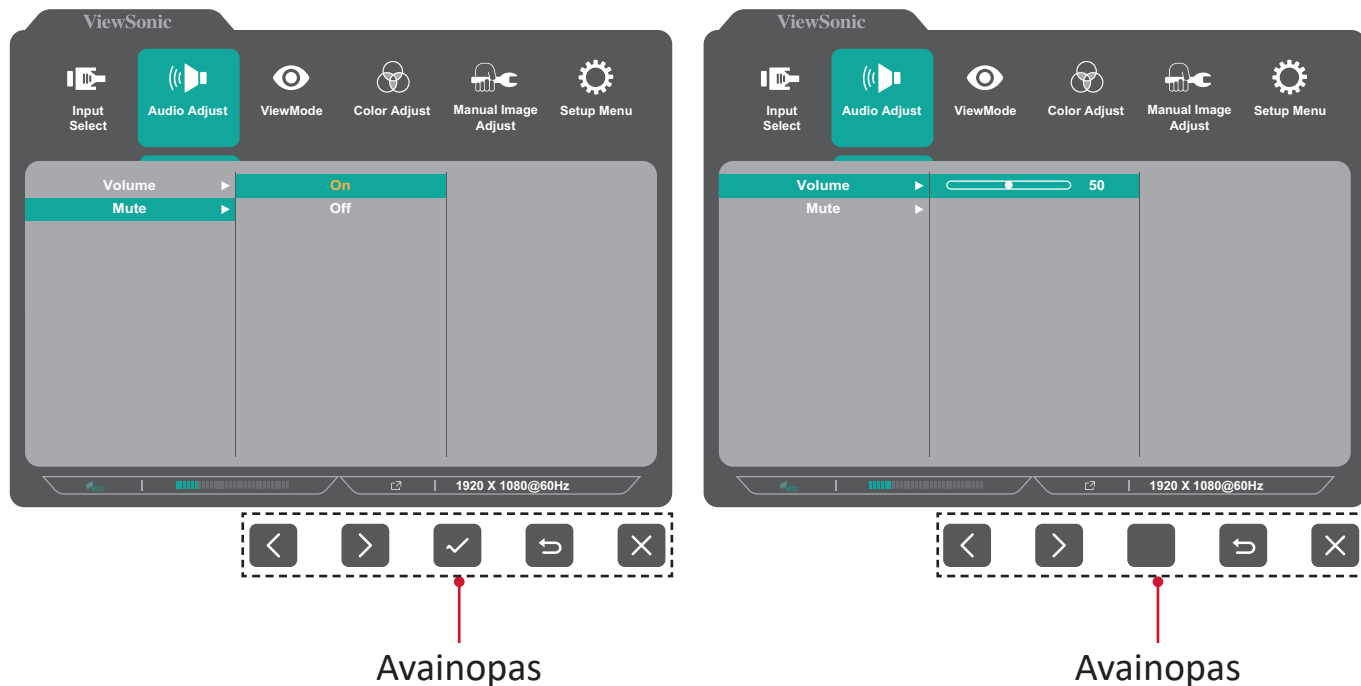 ViewSonic
Input
Select
Audio Adjust
ViewMode
Color Adjust
Manual Image
Adjust
Setup Menu
Volume
On
Mute
Off
eco
1920 X 1080@60Hz
Avainopas
ViewSonic
Input
Select
Audio Adjust
ViewMode
Color Adjust
Manual Image
Adjust
Setup Menu
Volume
50
Mute
eco
1920 X 1080@60Hz
Avainopas